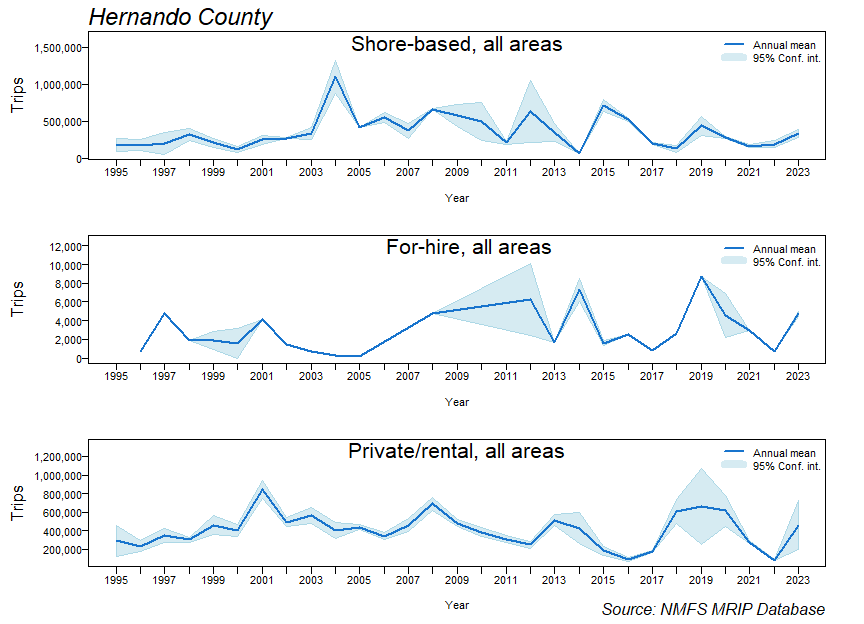 Hernando County
Shore-based, all areas
Annual mean
95% Conf. int.
Trips
1,500,000
1,000,000
500,000
0
1995 1997 1999 2001 2003 2005 2007 2009 2011 2013 2015 2017 2019 2021 2023
Year
For-hire, all areas
Annual mean
95% Conf. int.
Trips
12,000
10,000
8,000
6,000
4,000
2,000
0
1995 1997 1999 2001 2003 2005 2007 2009 2011 2013 2015 2017 2019 2021 2023
Year
Private/rental, all areas
Annual mean
95% Conf. int.
Trips
1,200,000
1,000,000
800,000
600,000
400,000
200,000
1995 1997 1999 2001 2003 2005 2007 2009 2011 2013 2015 2017 2019 2021 2023
Year
Source: NMFS MRIP Database